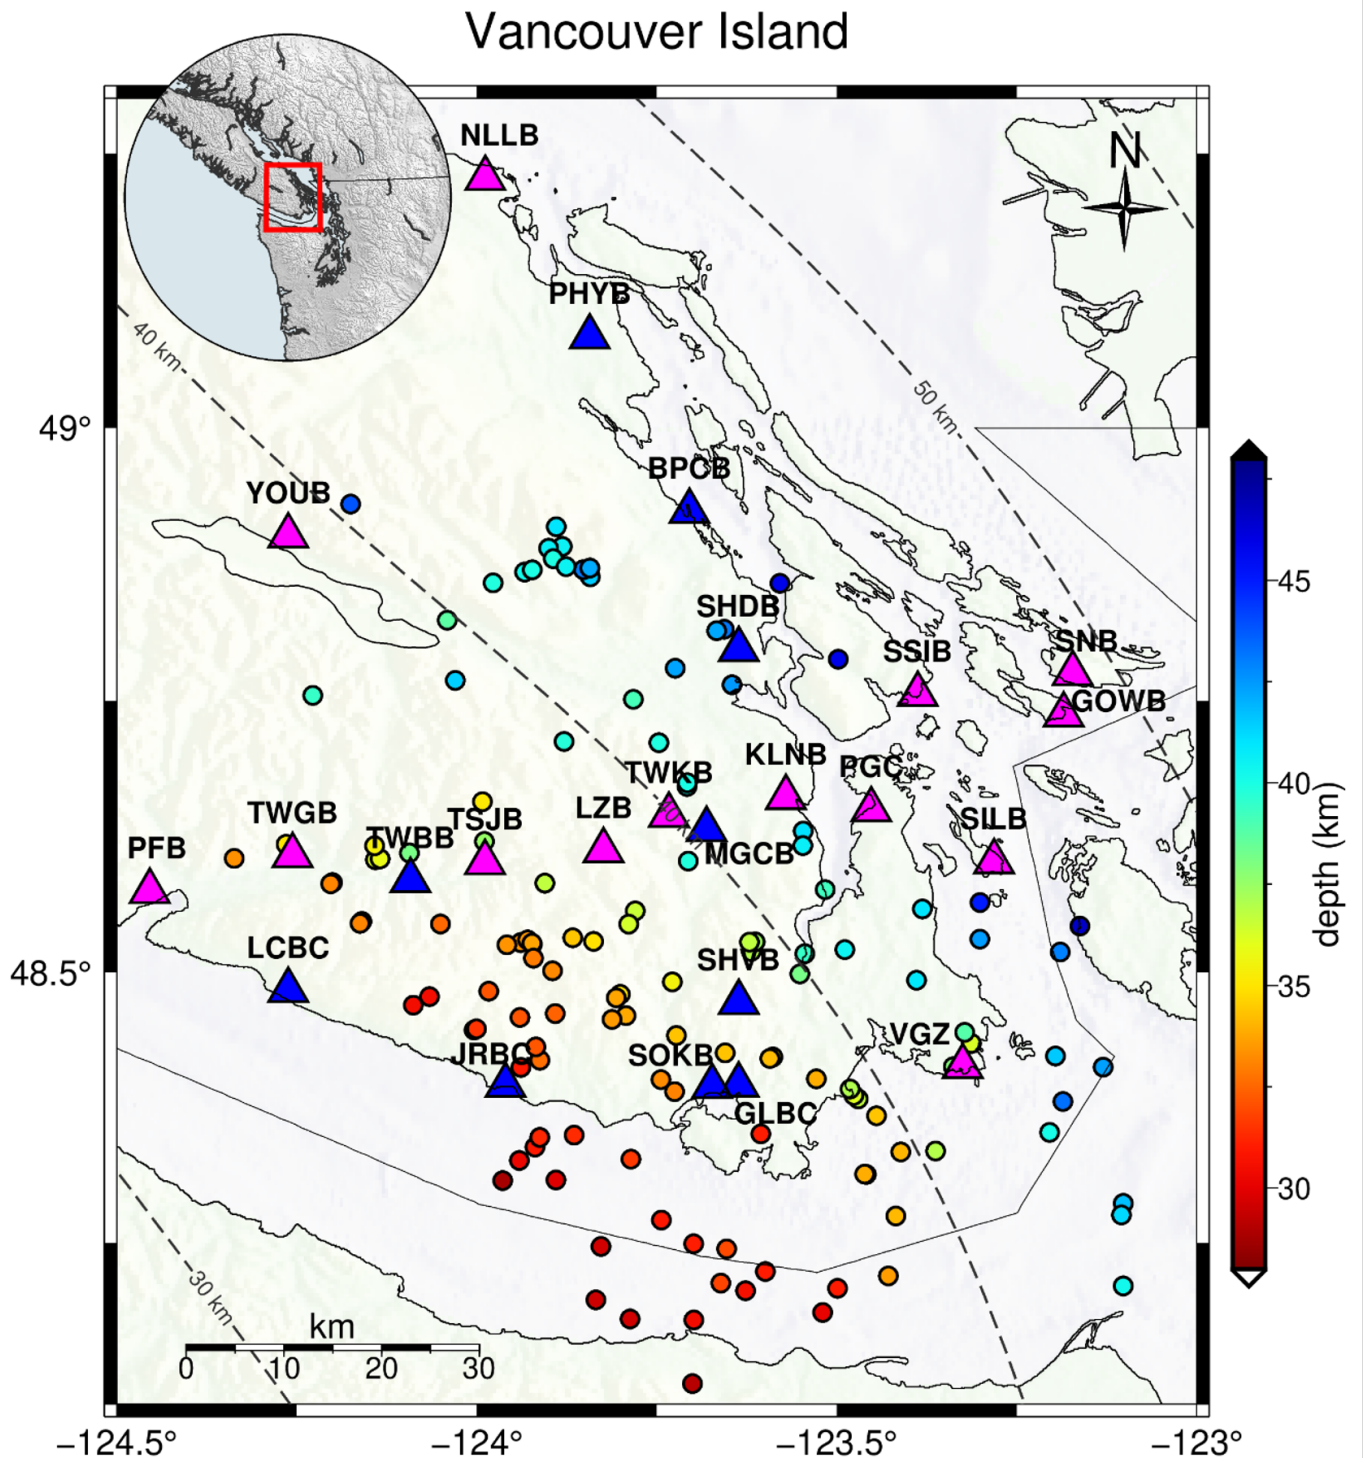 Vancouver Island
NLLB
N
PHYB
40 km
50 km
49°
BPCB
YOUB
45
SHDB
SNB
SSIB
GOWB
KLNB
PGC
TWKB
40
LZB
TWGB
TSJB
SILB
TWBB
PFB
MGCB
depth (km)
LCBC
SHVB
48.5°
35
VGZ
JRBC
SOKB
GLBC
30
30 km
km
0 10 20 30
−124.5° −124° −123.5° −123°